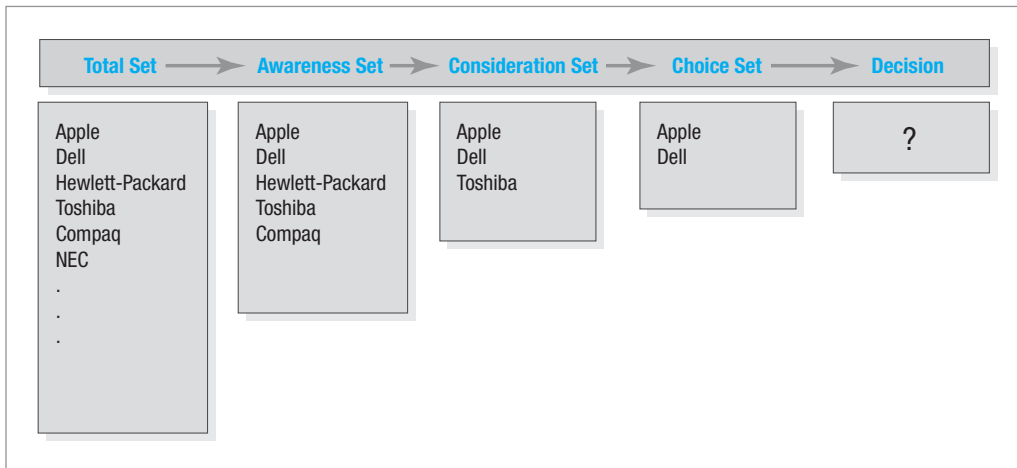 Total Set Awareness Set Consideration Set Choice Set Decision
Apple
Dell
Hewlett-Packard
Toshiba
Compaq
NEC
.
.
.
Apple
Dell
Hewlett-Packard
Toshiba
Compaq
Apple
Dell
Toshiba
Apple
Dell
?